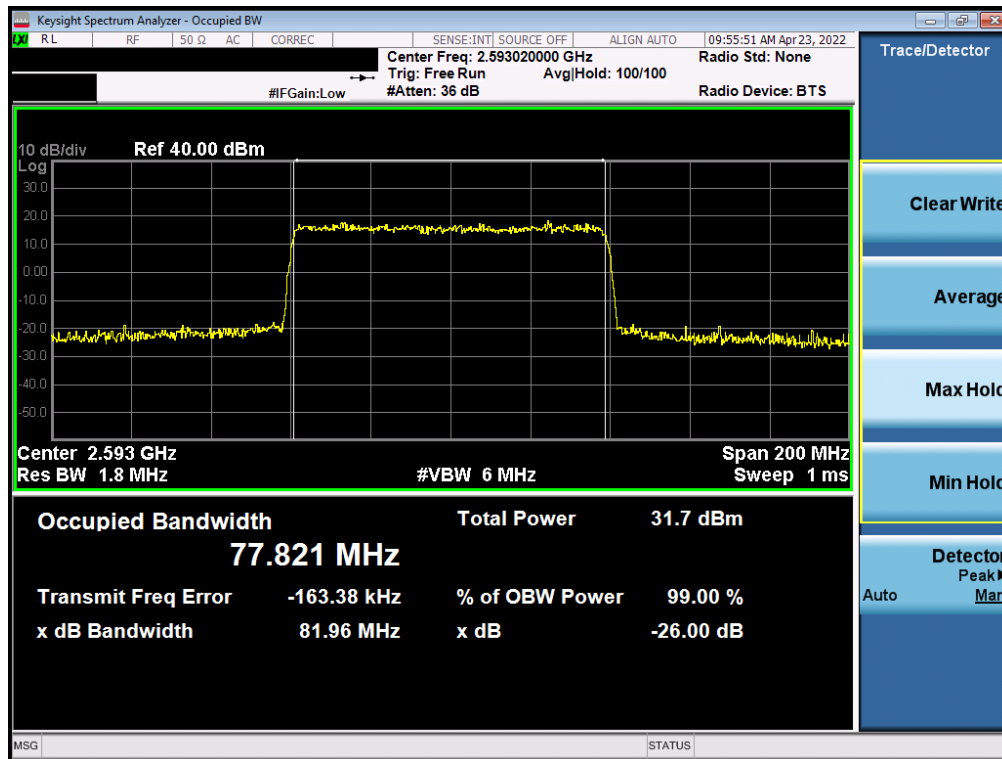 Keysight Spectrum Analyzer - Occupied BW
LXI RL RF 50 Ω AC CORREC SENSE:INT SOURCE OFF ALIGN AUTO 09:55:51 AM Apr 23, 2022
Center Freq: 2.593020000 GHz Radio Std: None
Trig: Free Run Avg|Hold: 100/100
#IFGain:Low #Atten: 36 dB Radio Device: BTS
Trace/Detector
10 dB/div Ref 40.00 dBm
Log
30.0
20.0
10.0
0.00
-10.0
-20.0
-30.0
-40.0
-50.0
Center 2.593 GHz Span 200 MHz
Res BW 1.8 MHz #VBW 6 MHz Sweep 1 ms
Occupied Bandwidth Total Power 31.7 dBm
77.821 MHz
Transmit Freq Error -163.38 kHz % of OBW Power 99.00 %
x dB Bandwidth 81.96 MHz x dB -26.00 dB
Clear Write
Average
Max Hold
Min Hold
Detector
Peak
Auto Man
MSG STATUS